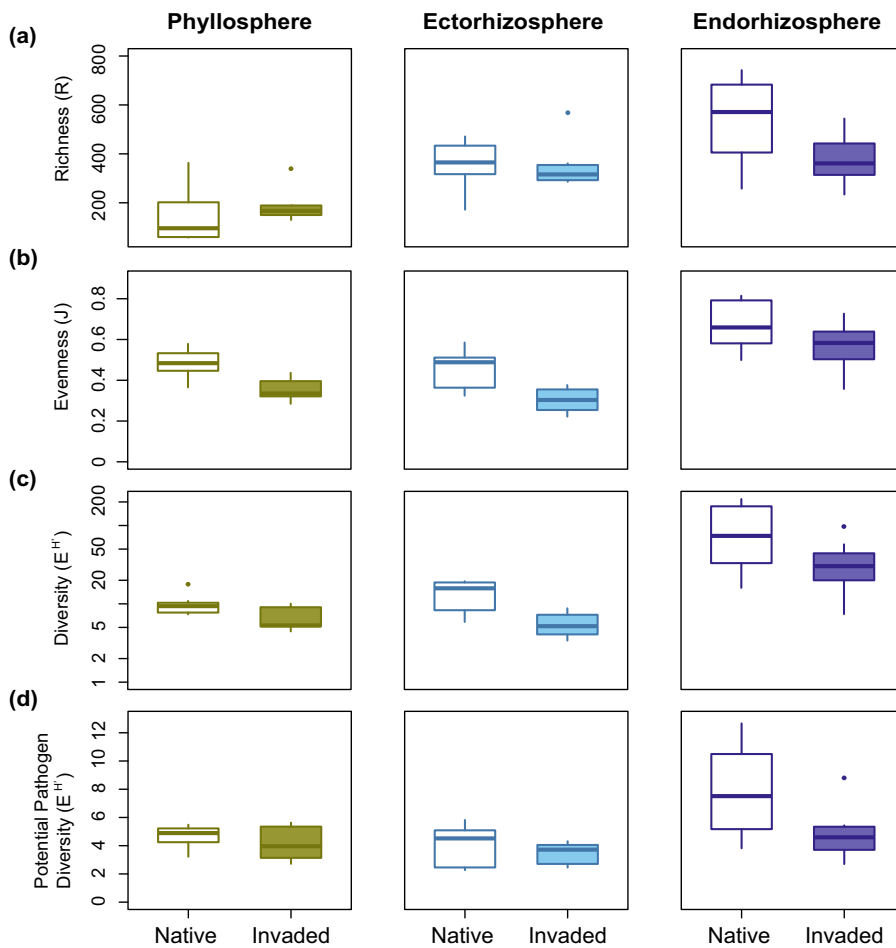 Phyllosphere Ectorhizosphere Endorhizosphere
(a)
Richness (R)
800
600
400
200
(b)
Evenness (J)
0.8
0.6
0.4
0.2
0
(c)
Diversity (E^H')
200
50
20
5
2
1
(d)
Potential Pathogen
Diversity (E^H')
12
10
8
6
4
2
0
Native Invaded Native Invaded Native Invaded